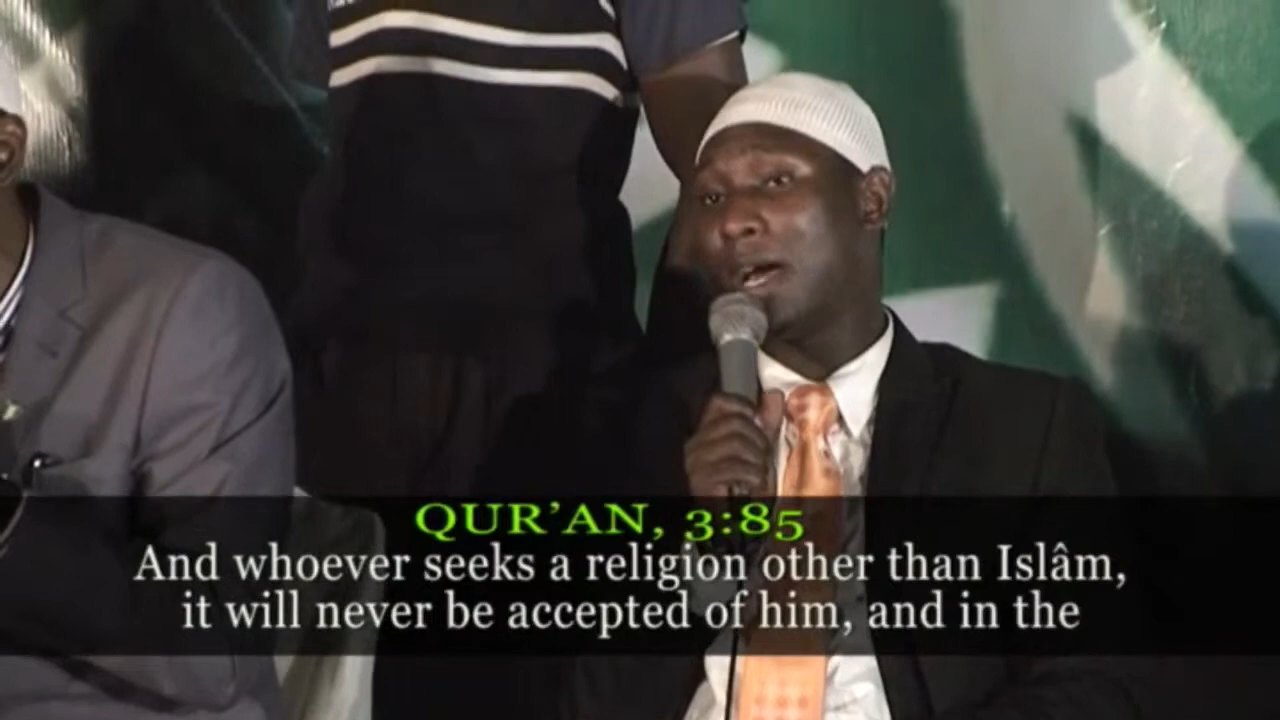 QUR’AN, 3:85
And whoever seeks a religion other than Islâm,
it will never be accepted of him, and in the